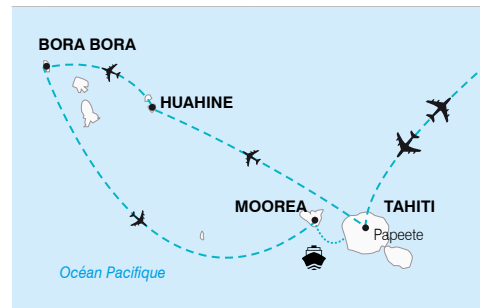 BORA BORA
HUAHINE
MOOREA
TAHITI
Papeete
Océan Pacifique